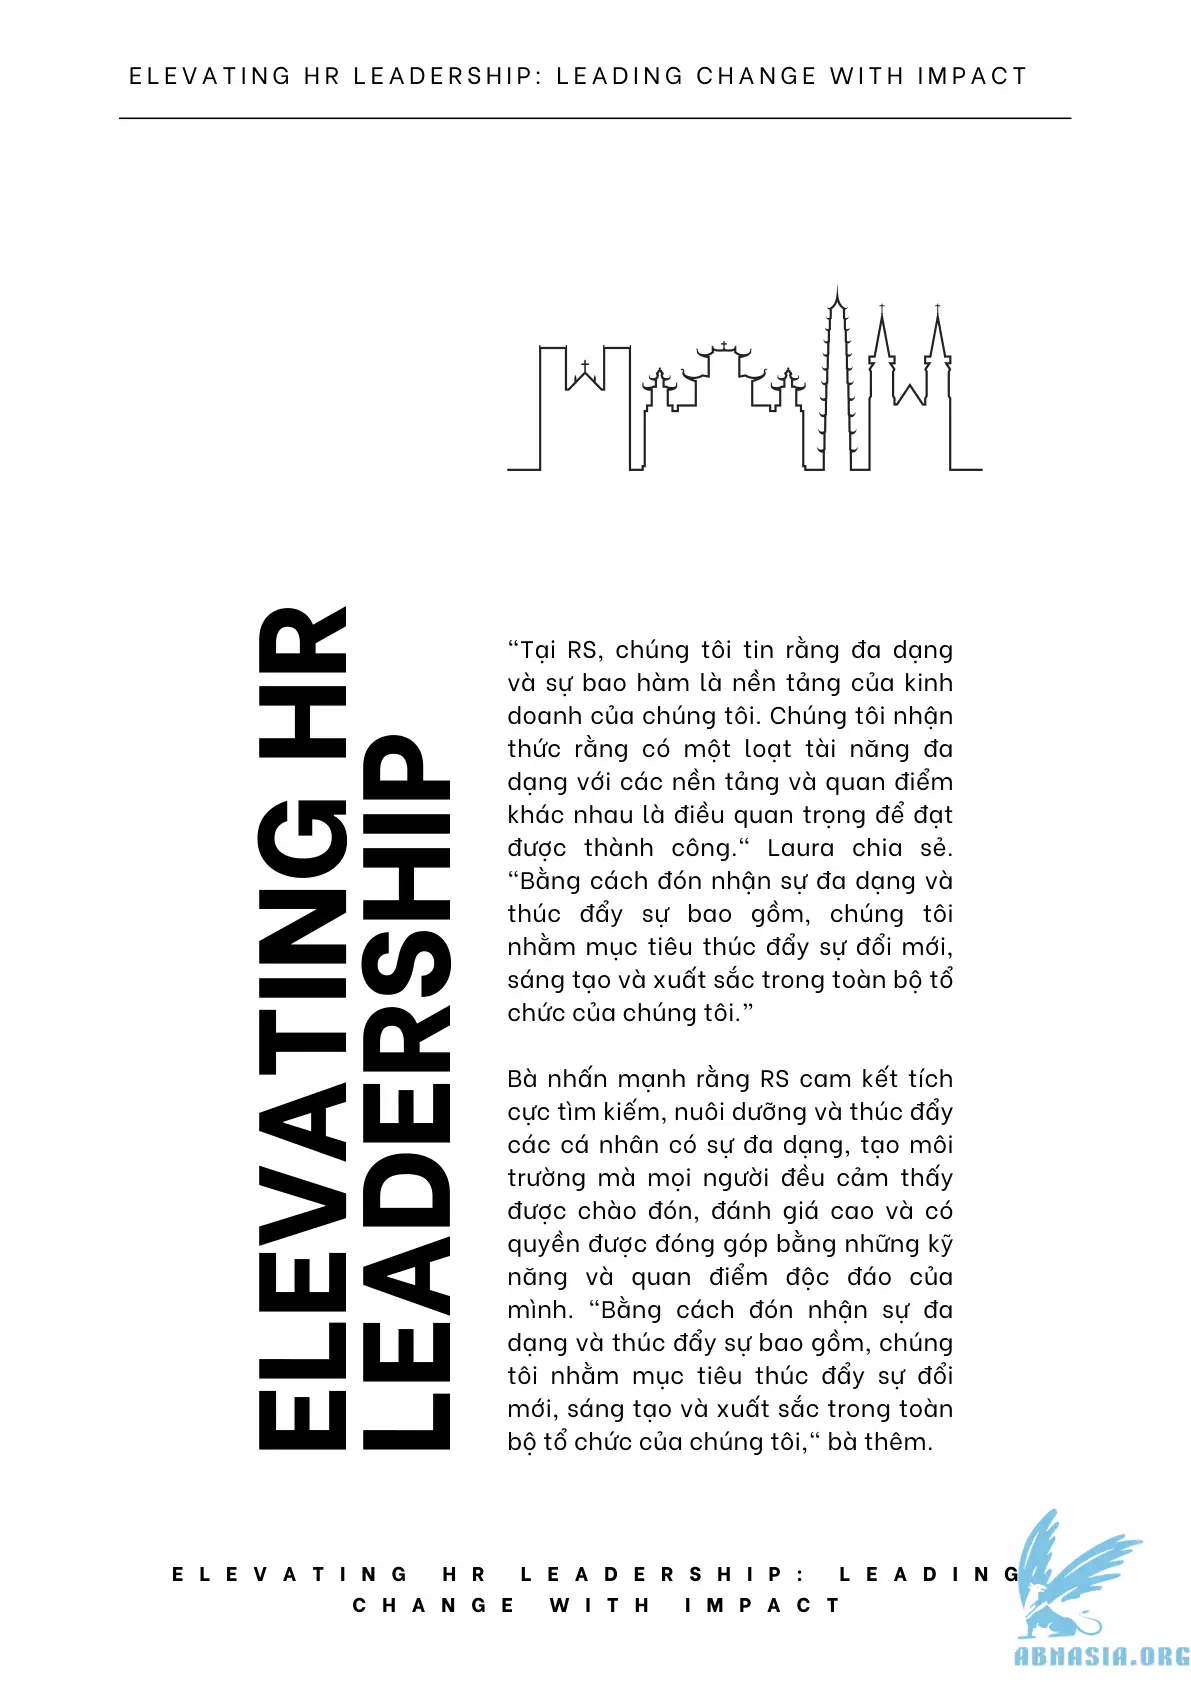 ELEVATING HR LEADERSHIP: LEADING CHANGE WITH IMPACT
ELEVATING HR
LEADERSHIP
“Tại RS, chúng tôi tin rằng đa dạng
và sự bao hàm là nền tảng của kinh
doanh của chúng tôi. Chúng tôi nhận
thức rằng có một loạt tài năng đa
dạng với các nền tảng và quan điểm
khác nhau là điều quan trọng để đạt
được thành công.“ Laura chia sẻ.
“Bằng cách đón nhận sự đa dạng và
thúc đẩy sự bao gồm, chúng tôi
nhằm mục tiêu thúc đẩy sự đổi mới,
sáng tạo và xuất sắc trong toàn bộ tổ
chức của chúng tôi.”
Bà nhấn mạnh rằng RS cam kết tích
cực tìm kiếm, nuôi dưỡng và thúc đẩy
các cá nhân có sự đa dạng, tạo môi
trường mà mọi người đều cảm thấy
được chào đón, đánh giá cao và có
quyền được đóng góp bằng những kỹ
năng và quan điểm độc đáo của
mình. “Bằng cách đón nhận sự đa
dạng và thúc đẩy sự bao gồm, chúng
tôi nhằm mục tiêu thúc đẩy sự đổi
mới, sáng tạo và xuất sắc trong toàn
bộ tổ chức của chúng tôi,“ bà thêm.
ELEVATING HR LEADERSHIP: LEADING
CHANGE WITH IMPACT
ABNASIA.ORG